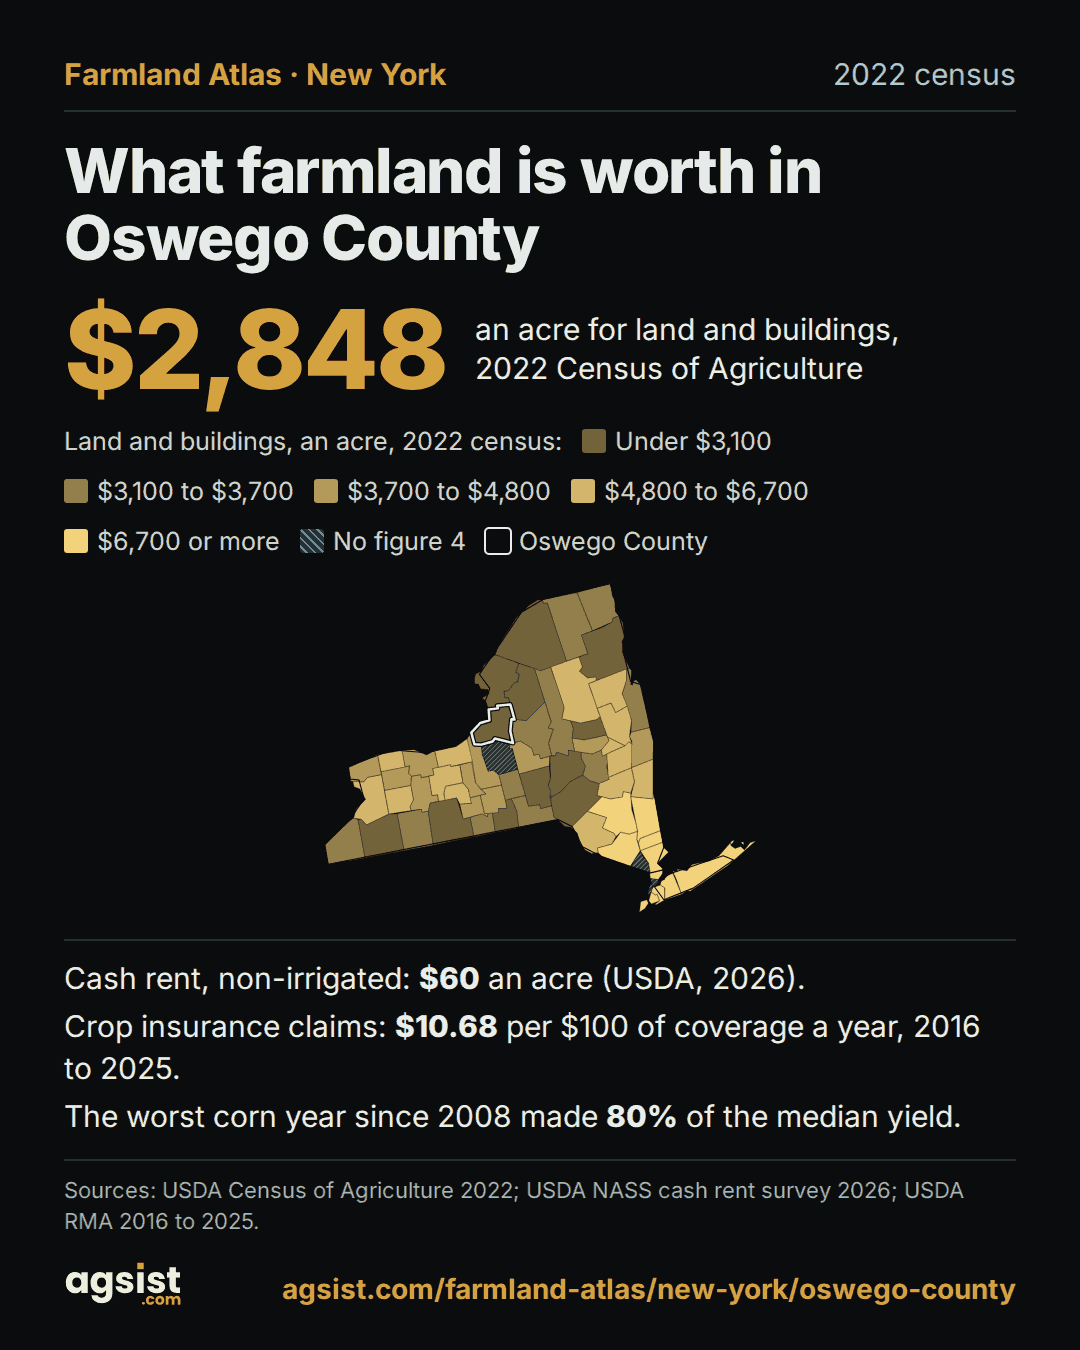 Farmland Atlas · New York
2022 census
What farmland is worth in
Oswego County
$2,848
an acre for land and buildings,
2022 Census of Agriculture
Land and buildings, an acre, 2022 census: Under $3,100
$3,100 to $3,700 $3,700 to $4,800 $4,800 to $6,700
$6,700 or more No figure 4 Oswego County
Cash rent, non-irrigated: $60 an acre (USDA, 2026).
Crop insurance claims: $10.68 per $100 of coverage a year, 2016
to 2025.
The worst corn year since 2008 made 80% of the median yield.
Sources: USDA Census of Agriculture 2022; USDA NASS cash rent survey 2026; USDA
RMA 2016 to 2025.
agsist
.com
agsist.com/farmland-atlas/new-york/oswego-county